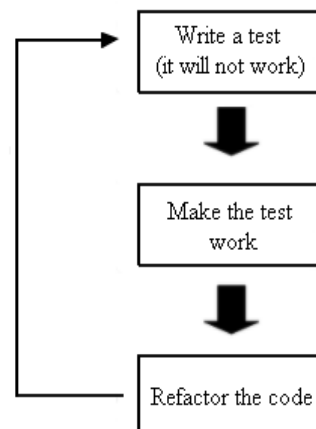 Write a test
(it will not work)
Make the test
work
Refactor the code